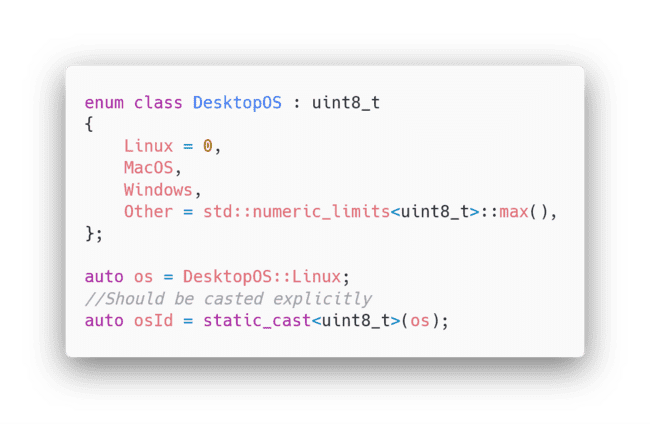 enum class DesktopOS : uint8_t
{
    Linux = 0,
    MacOS,
    Windows,
    Other = std::numeric_limits<uint8_t>::max(),
};
auto os = DesktopOS::Linux;
//Should be casted explicitly
auto osId = static_cast<uint8_t>(os);